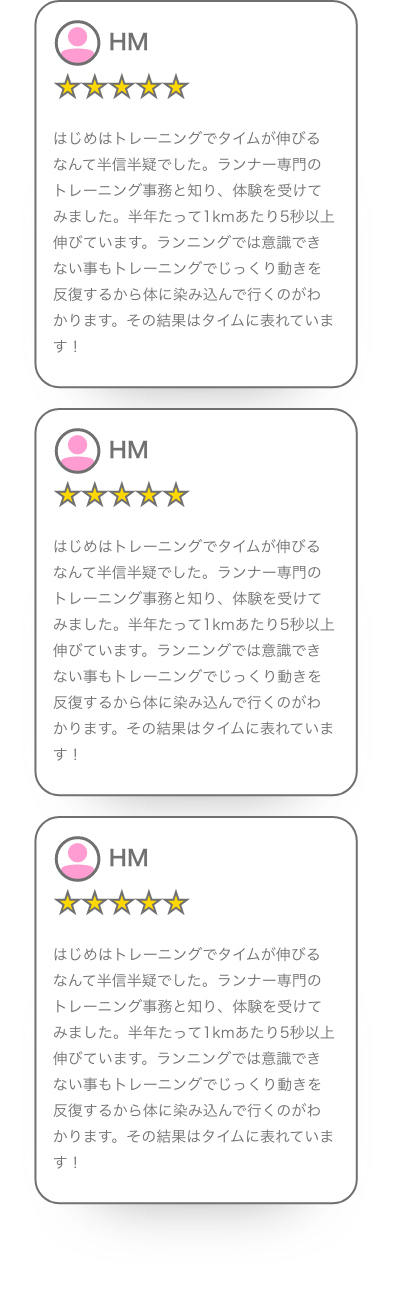 HM
はじめはトレーニングでタイムが伸びる
なんて半信半疑でした。ランナー専門の
トレーニング事務と知り、体験を受けて
みました。半年たって1kmあたり5秒以上
伸びています。ランニングでは意識でき
ない事もトレーニングでじっくり動きを
反復するから体に染み込んで行くのがわ
かります。その結果はタイムに表れていま
す！
HM
はじめはトレーニングでタイムが伸びる
なんて半信半疑でした。ランナー専門の
トレーニング事務と知り、体験を受けて
みました。半年たって1kmあたり5秒以上
伸びています。ランニングでは意識でき
ない事もトレーニングでじっくり動きを
反復するから体に染み込んで行くのがわ
かります。その結果はタイムに表れていま
す！
HM
はじめはトレーニングでタイムが伸びる
なんて半信半疑でした。ランナー専門の
トレーニング事務と知り、体験を受けて
みました。半年たって1kmあたり5秒以上
伸びています。ランニングでは意識でき
ない事もトレーニングでじっくり動きを
反復するから体に染み込んで行くのがわ
かります。その結果はタイムに表れていま
す！